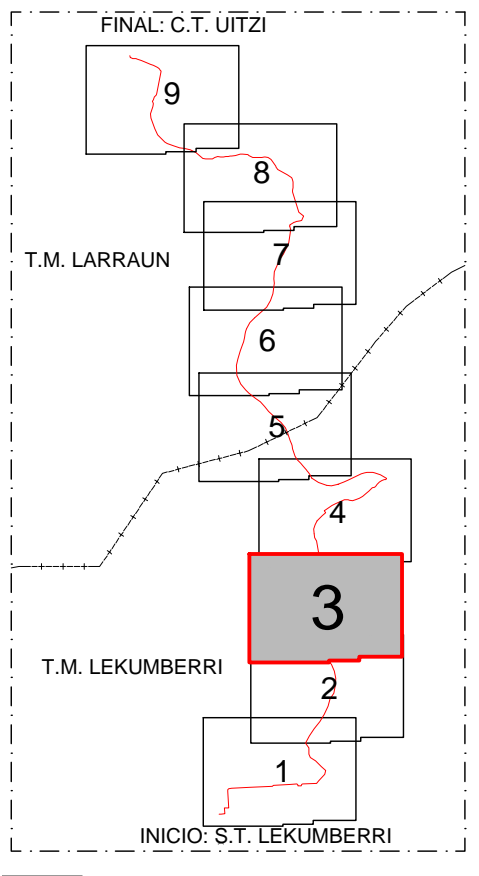 FINAL: C.T. UITZI
9
8
T.M. LARRAUN
7
6
5
4
3
T.M. LEKUMBERRI
2
1
INICIO: S.T. LEKUMBERRI